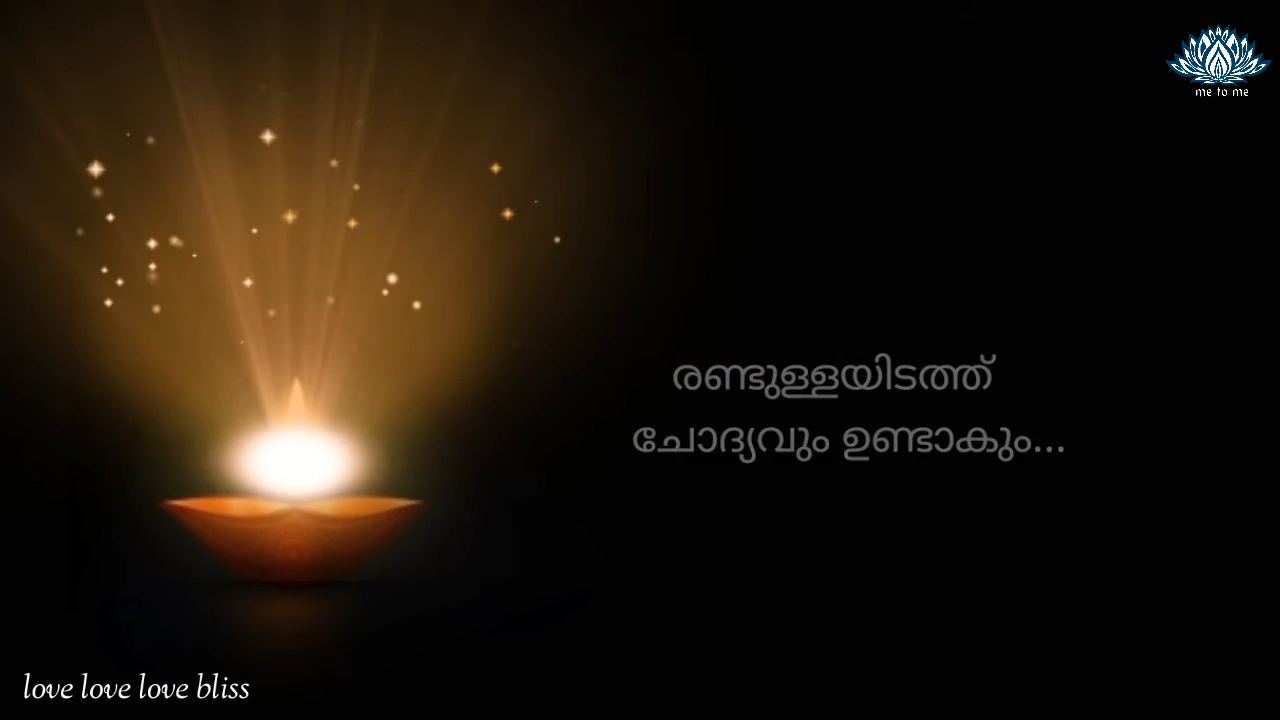 me to me
രണ്ടുള്ളയിടത്ത്
ചോദ്യവും ഉണ്ടാകും...
love love love bliss